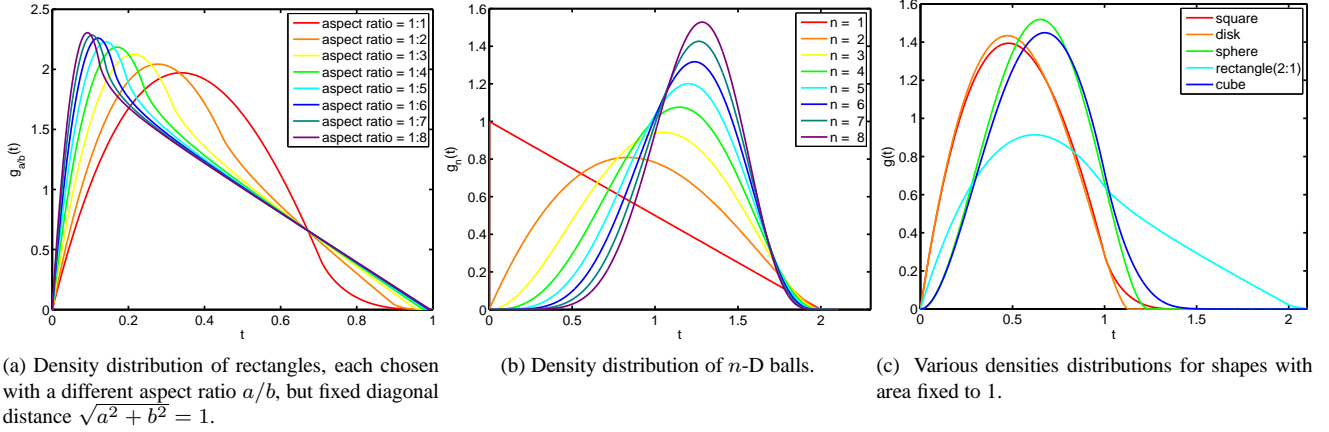 2.5
2
1.5
1
0.5
0
0 0.2 0.4 0.6 0.8 1
t
g_{a/b}(t)
aspect ratio = 1:1
aspect ratio = 1:2
aspect ratio = 1:3
aspect ratio = 1:4
aspect ratio = 1:5
aspect ratio = 1:6
aspect ratio = 1:7
aspect ratio = 1:8
1.6
1.4
1.2
1
0.8
0.6
0.4
0.2
0
0 0.5 1 1.5 2
t
g_n(t)
n = 1
n = 2
n = 3
n = 4
n = 5
n = 6
n = 7
n = 8
1.6
1.4
1.2
1
0.8
0.6
0.4
0.2
0
0 0.5 1 1.5 2
t
g(t)
square
disk
sphere
rectangle(2:1)
cube
(a) Density distribution of rectangles, each chosen
with a different aspect ratio a/b, but fixed diagonal
distance √(a² + b²) = 1.
(b) Density distribution of n-D balls.
(c) Various densities distributions for shapes with
area fixed to 1.